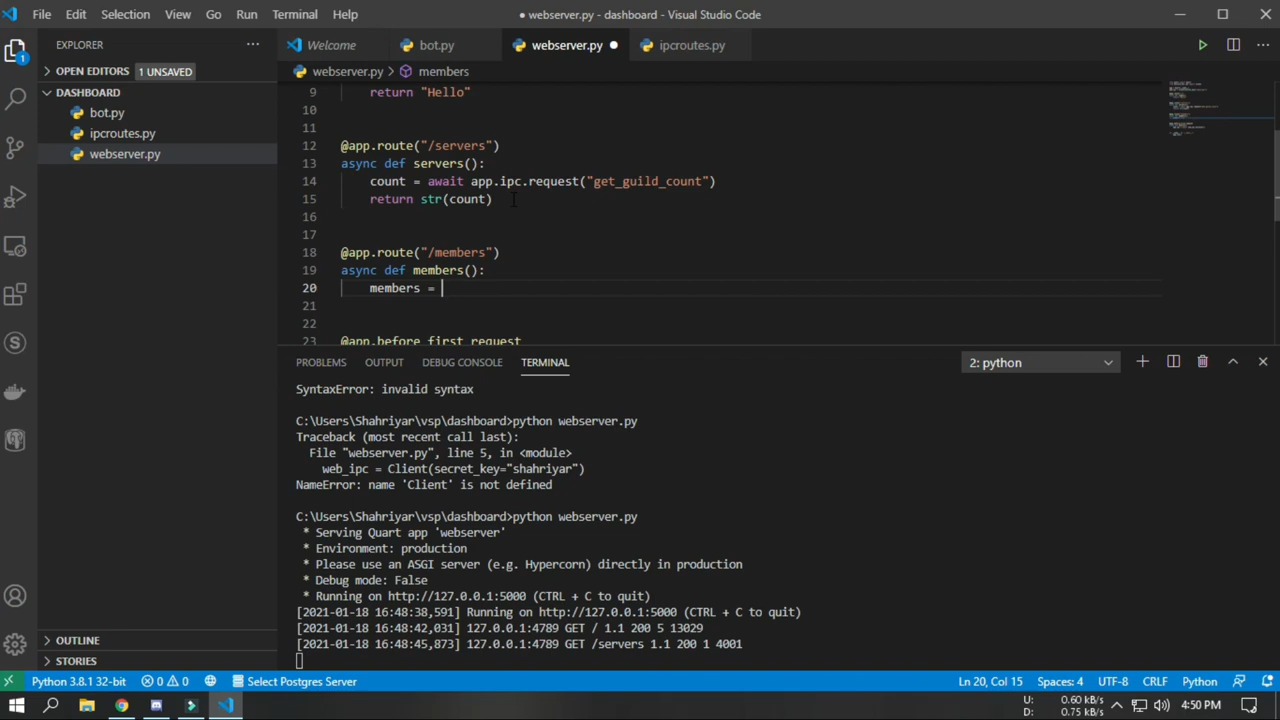 File Edit Selection View Go Run Terminal Help
● webserver.py - dashboard - Visual Studio Code
EXPLORER
Welcome
bot.py
webserver.py
ipcroutes.py
1
OPEN EDITORS 1 UNSAVED
webserver.py > members
DASHBOARD
bot.py
ipcroutes.py
webserver.py
9 return "Hello"
10
11
12 @app.route("/servers")
13 async def servers():
14 count = await app.ipc.request("get_guild_count")
15 return str(count)
16
17
18 @app.route("/members")
19 async def members():
20 members =
21
22
23 @app.before_first_request
PROBLEMS OUTPUT DEBUG CONSOLE TERMINAL
2: python
SyntaxError: invalid syntax
C:\Users\Shahriyar\vsp\dashboard>python webserver.py
Traceback (most recent call last):
File "webserver.py", line 5, in <module>
web_ipc = Client(secret_key="shahriyar")
NameError: name 'Client' is not defined
C:\Users\Shahriyar\vsp\dashboard>python webserver.py
* Serving Quart app 'webserver'
* Environment: production
* Please use an ASGI server (e.g. Hypercorn) directly in production
* Debug mode: False
* Running on http://127.0.0.1:5000 (CTRL + C to quit)
[2021-01-18 16:48:38,591] Running on http://127.0.0.1:5000 (CTRL + C to quit)
[2021-01-18 16:48:42,031] 127.0.0.1:4789 GET / 1.1 200 5 13029
[2021-01-18 16:48:45,873] 127.0.0.1:4789 GET /servers 1.1 200 1 4001
OUTLINE
STORIES
Python 3.8.1 32-bit 0 0 Select Postgres Server
Ln 20, Col 15 Spaces: 4 UTF-8 CRLF Python
U: 0.60 kB/s
D: 0.75 kB/s
4:50 PM